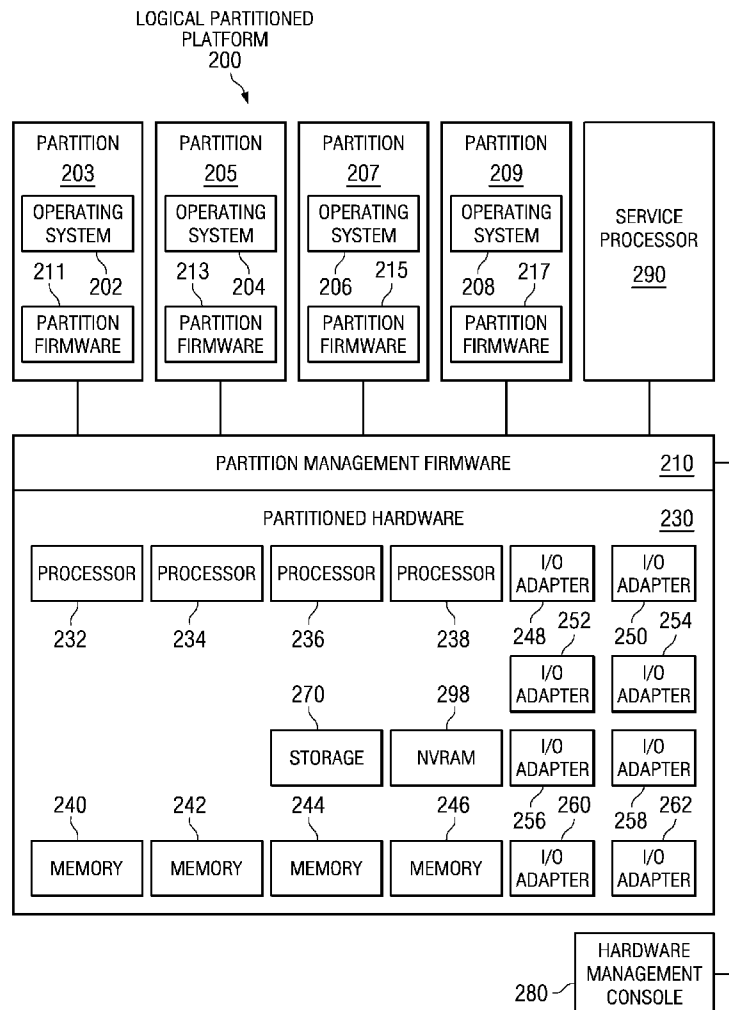 LOGICAL PARTITIONED
PLATFORM
200
PARTITION
203
OPERATING
SYSTEM
211
202
PARTITION
FIRMWARE
PARTITION
205
OPERATING
SYSTEM
213
204
PARTITION
FIRMWARE
PARTITION
207
OPERATING
SYSTEM
206
215
PARTITION
FIRMWARE
PARTITION
209
OPERATING
SYSTEM
208
217
PARTITION
FIRMWARE
SERVICE
PROCESSOR
290
PARTITION MANAGEMENT FIRMWARE
210
PARTITIONED HARDWARE
230
PROCESSOR
232
PROCESSOR
234
PROCESSOR
236
PROCESSOR
238
I/O
ADAPTER
248
I/O
ADAPTER
250
252
I/O
ADAPTER
254
I/O
ADAPTER
270
STORAGE
298
NVRAM
I/O
ADAPTER
256
I/O
ADAPTER
258
240
MEMORY
242
MEMORY
244
MEMORY
246
MEMORY
260
I/O
ADAPTER
262
I/O
ADAPTER
280
HARDWARE
MANAGEMENT
CONSOLE